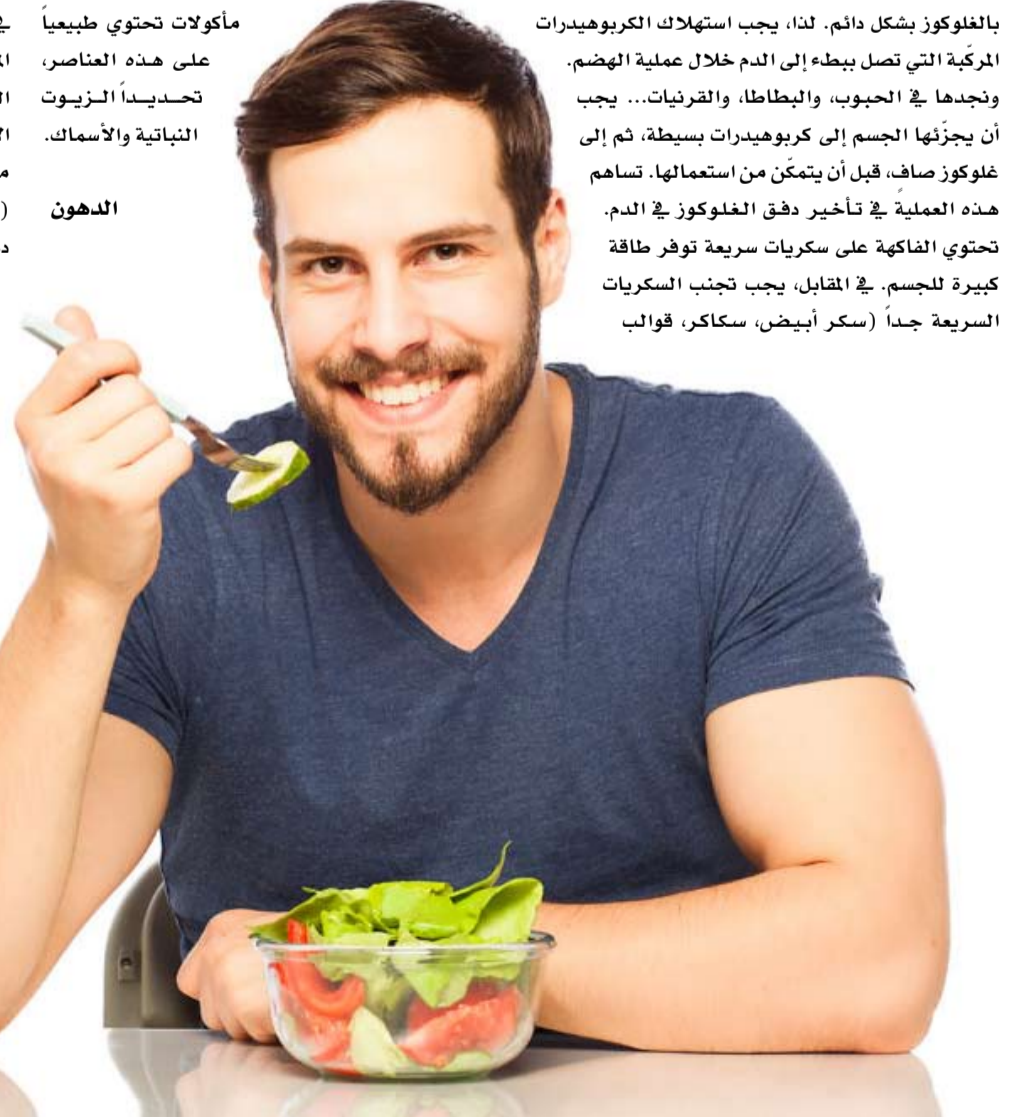 بالغلوكوز بشكل دائم. لذا، يجب استهلاك الكربوهيدرات
المركّبة التي تصل ببطء إلى الدم خلال عملية الهضم.
ونجدها في الحبوب، والبطاطا، والقرنيات... يجب
أن يجزّئها الجسم إلى كربوهيدرات بسيطة، ثم إلى
غلوكوز صاف، قبل أن يتمكّن من استعمالها. تساهم
هذه العملية في تأخير دفق الغلوكوز في الدم.
تحتوي الفاكهة على سكريات سريعة توفر طاقة
كبيرة للجسم. في المقابل، يجب تجنب السكريات
السريعة جداً (سكر أبيض، سكاكر، قوالب
مأكولات تحتوي طبيعياً
على هذه العناصر،
تحديداً الزيوت
النباتية والأسماك.
الدهون